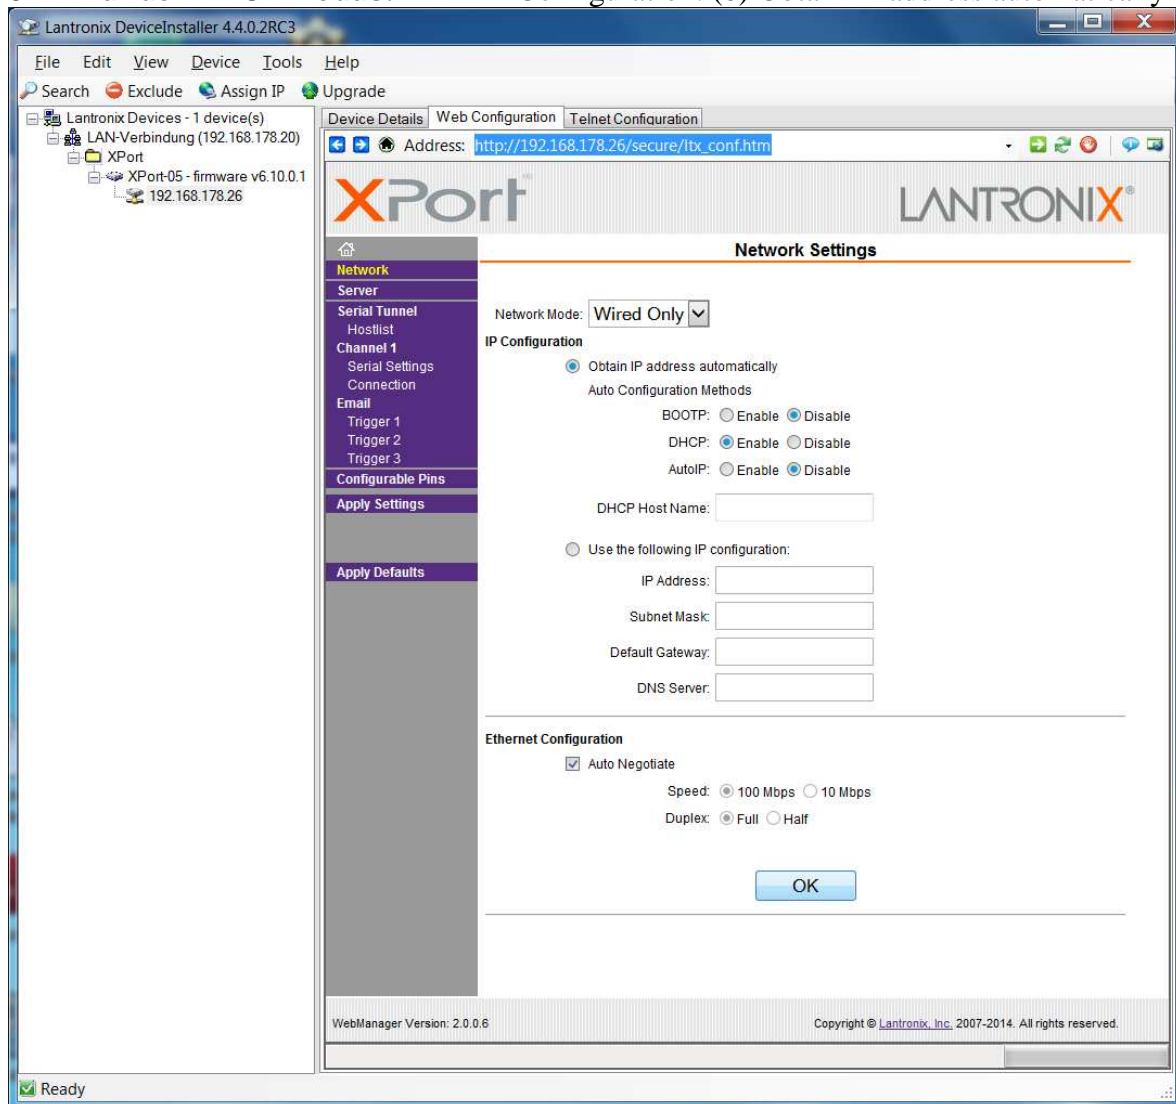 Lantronix DeviceInstaller 4.4.0.2RC3
File Edit View Device Tools Help
Search Exclude Assign IP Upgrade
Lantronix Devices - 1 device(s)
LAN-Verbindung (192.168.178.20)
XPort
XPort-05 - firmware v6.10.0.1
192.168.178.26
Device Details Web Configuration Telnet Configuration
Address: http://192.168.178.26/secure/ltx_conf.htm
XPort™ LANTRONIX®
Network
Server
Serial Tunnel
Hostlist
Channel 1
Serial Settings
Connection
Email
Trigger 1
Trigger 2
Trigger 3
Configurable Pins
Apply Settings
Apply Defaults
Network Settings
Network Mode: Wired Only
IP Configuration
Obtain IP address automatically
Auto Configuration Methods
BOOTP: Enable Disable
DHCP: Enable Disable
AutoIP: Enable Disable
DHCP Host Name:
Use the following IP configuration:
IP Address:
Subnet Mask:
Default Gateway:
DNS Server:
Ethernet Configuration
Auto Negotiate
Speed: 100 Mbps 10 Mbps
Duplex: Full Half
OK
WebManager Version: 2.0.0.6 Copyright © Lantronix, Inc. 2007-2014. All rights reserved.
Ready